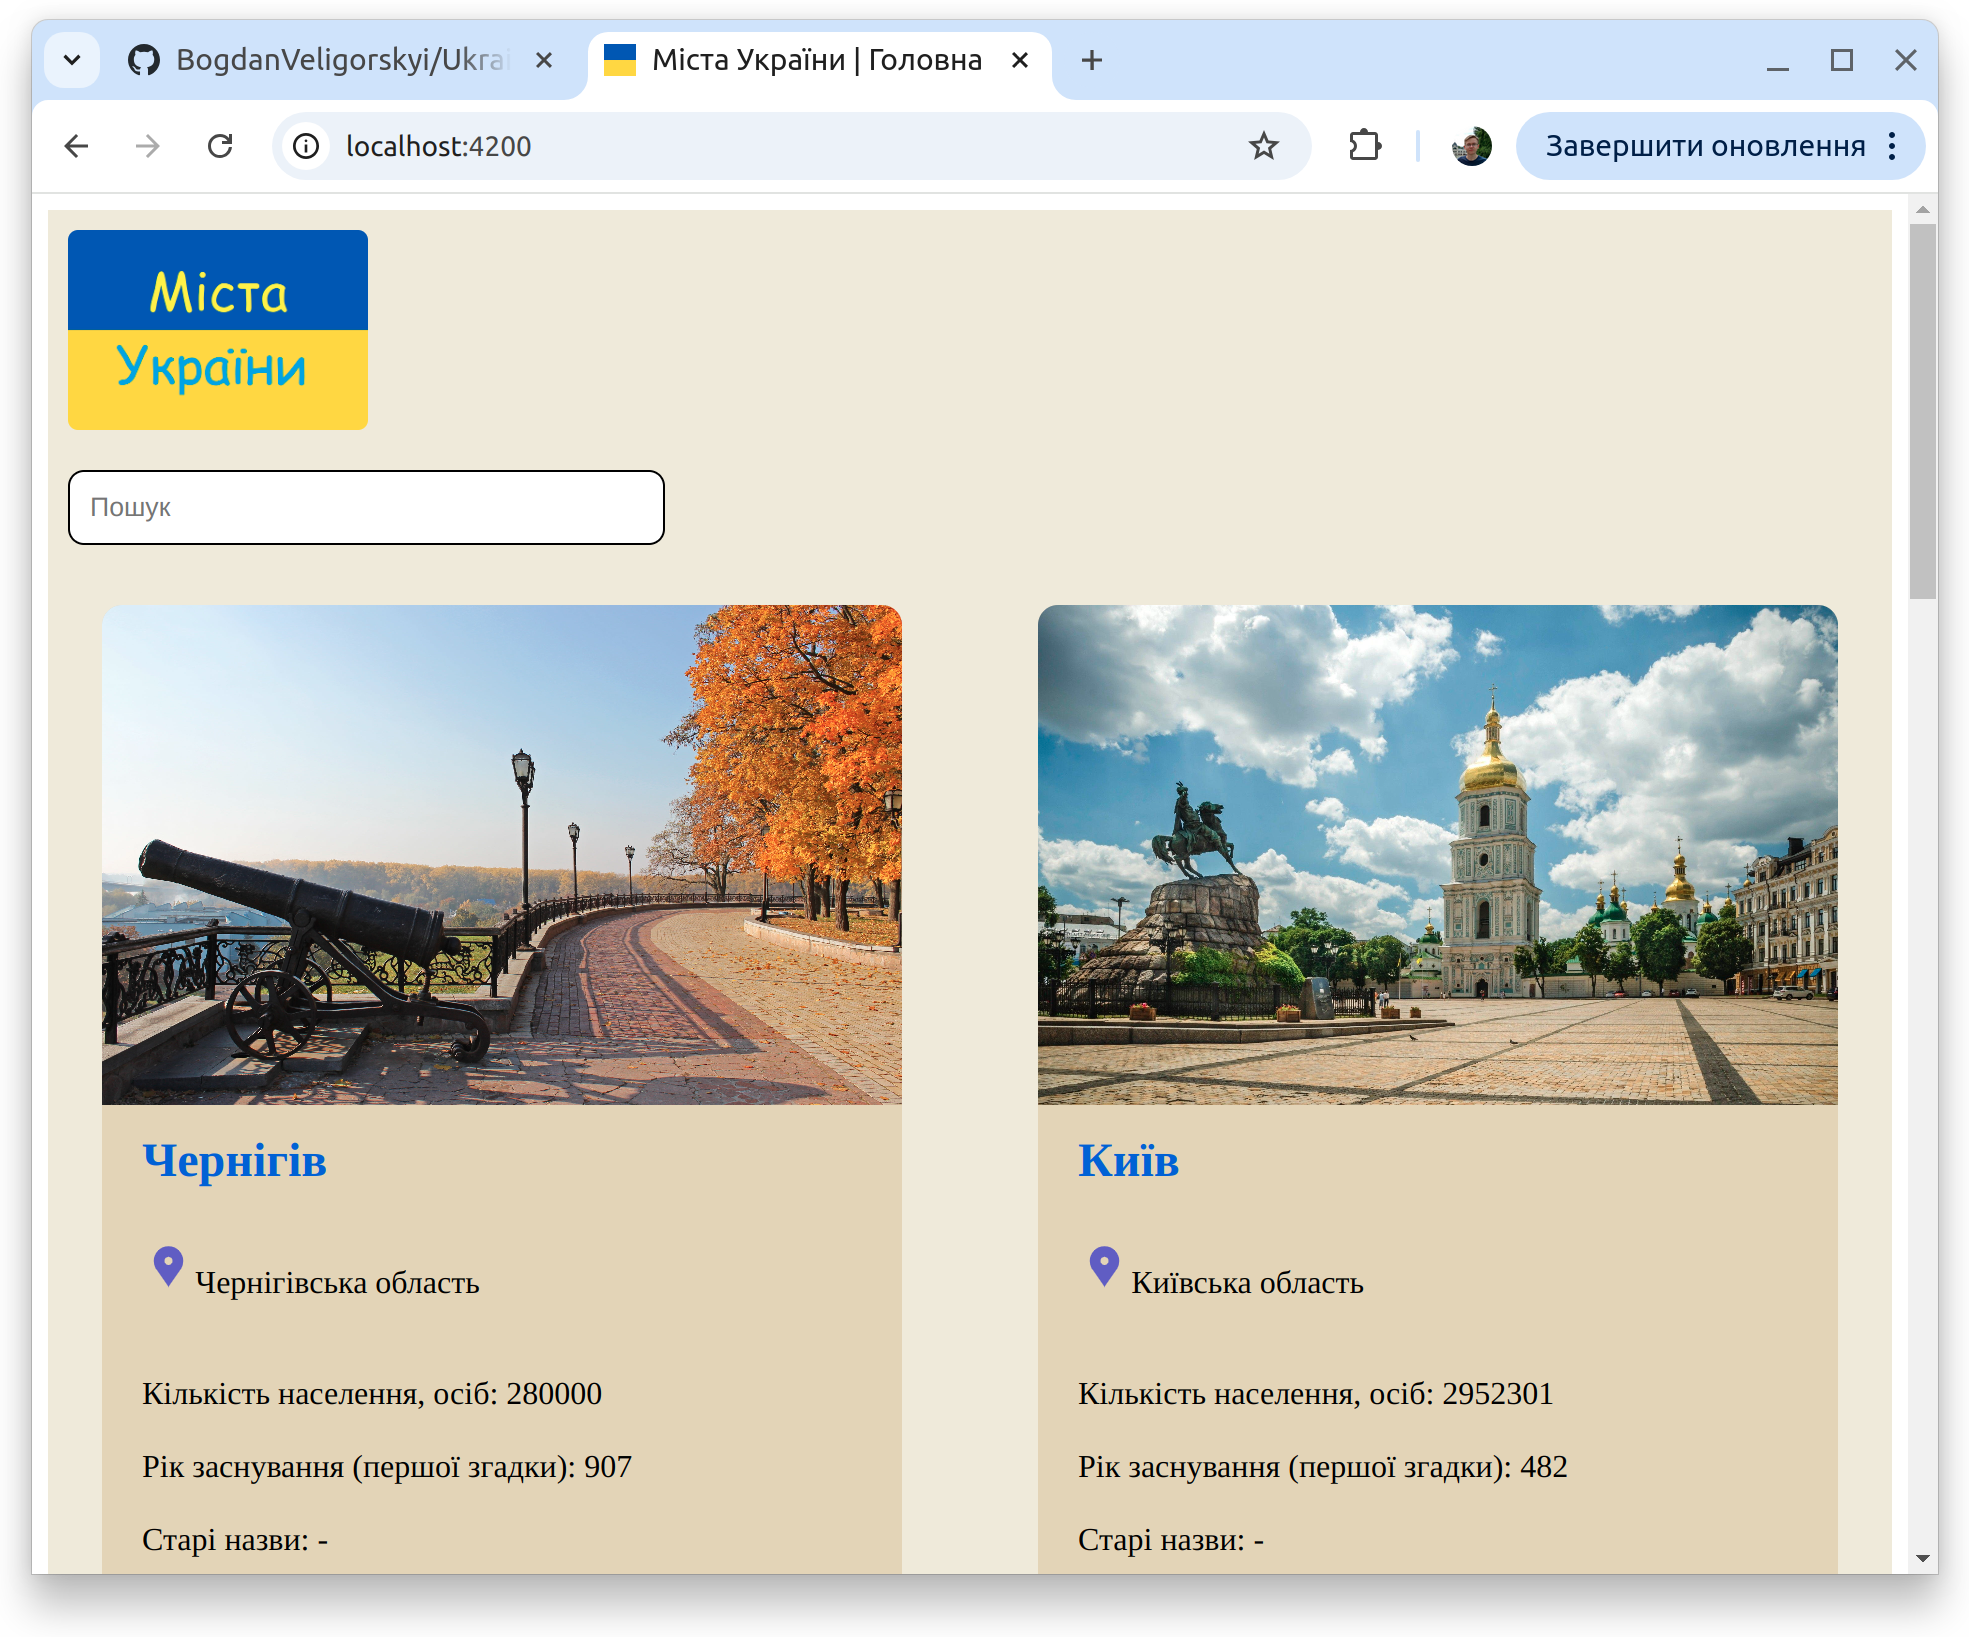 BogdanVeligorskyi/Ukrai
Міста України | Головна
localhost:4200
Завершити оновлення
Міста
України
Пошук
Чернігів
Київ
Чернігівська область
Київська область
Кількість населення, осіб: 280000
Кількість населення, осіб: 2952301
Рік заснування (першої згадки): 907
Рік заснування (першої згадки): 482
Старі назви: -
Старі назви: -